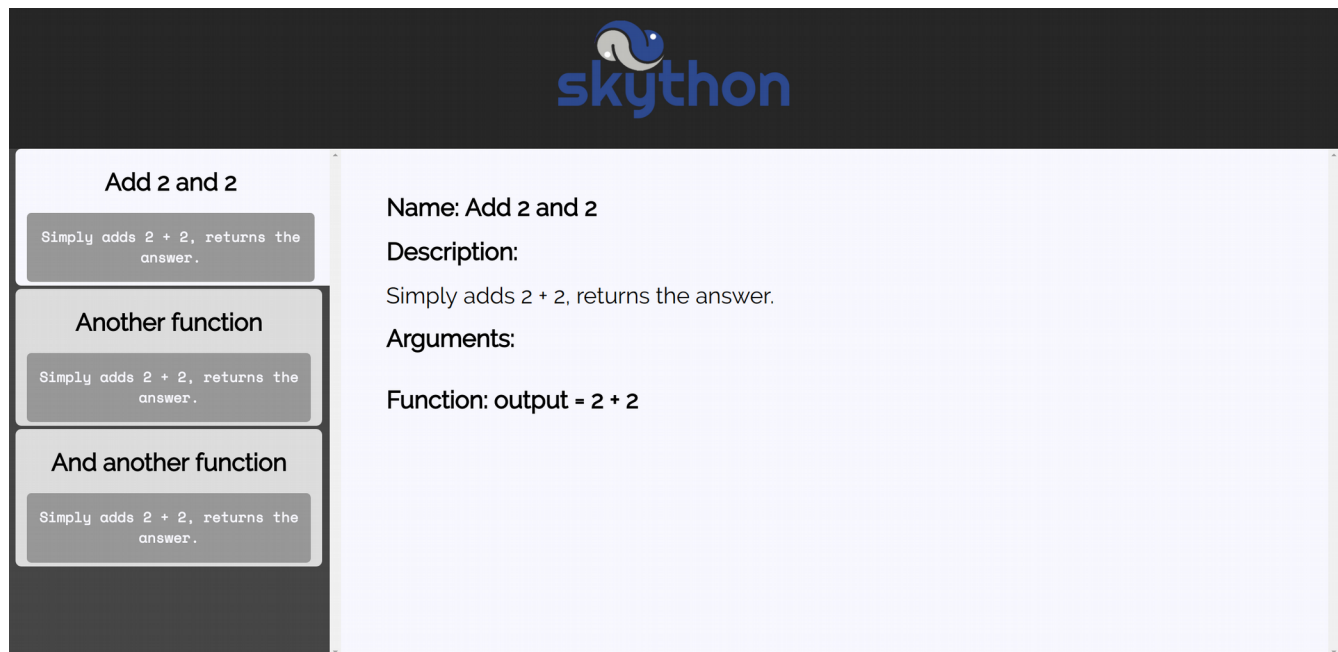 skython
Add 2 and 2
Simply adds 2 + 2, returns the
answer.
Another function
Simply adds 2 + 2, returns the
answer.
And another function
Simply adds 2 + 2, returns the
answer.
Name: Add 2 and 2
Description:
Simply adds 2 + 2, returns the answer.
Arguments:
Function: output = 2 + 2